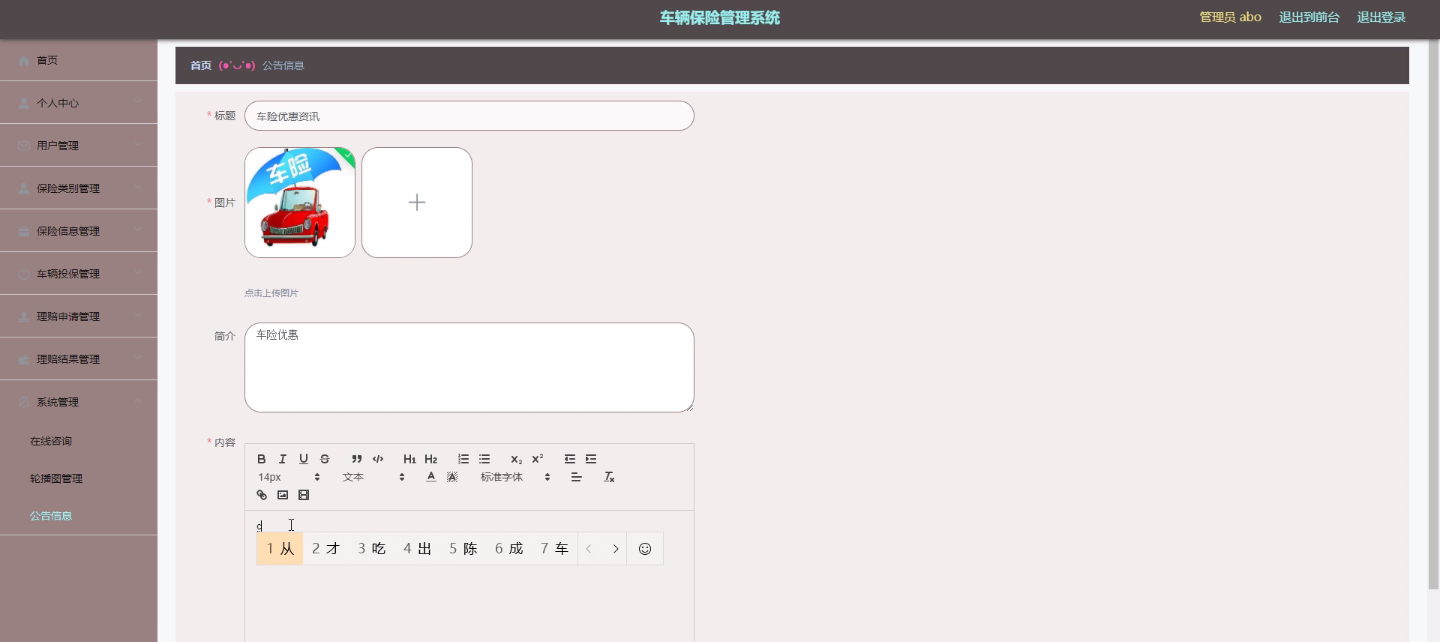 车辆保险管理系统
管理员 abo 退出到前台 退出登录
首页
个人中心
用户管理
保险类别管理
保险信息管理
车辆投保管理
理赔申请管理
理赔结果管理
系统管理
在线咨询
轮播图管理
公告信息
首页 (●'◡'●) 公告信息
* 标题 车险优惠资讯
* 图片
车险
点击上传图片
简介 车险优惠
* 内容
B I U S ” </> H1 H2 X₂ X²
14px 文本 A A 标准字体 Tx
c
1 从 2 才 3 吃 4 出 5 陈 6 成 7 车